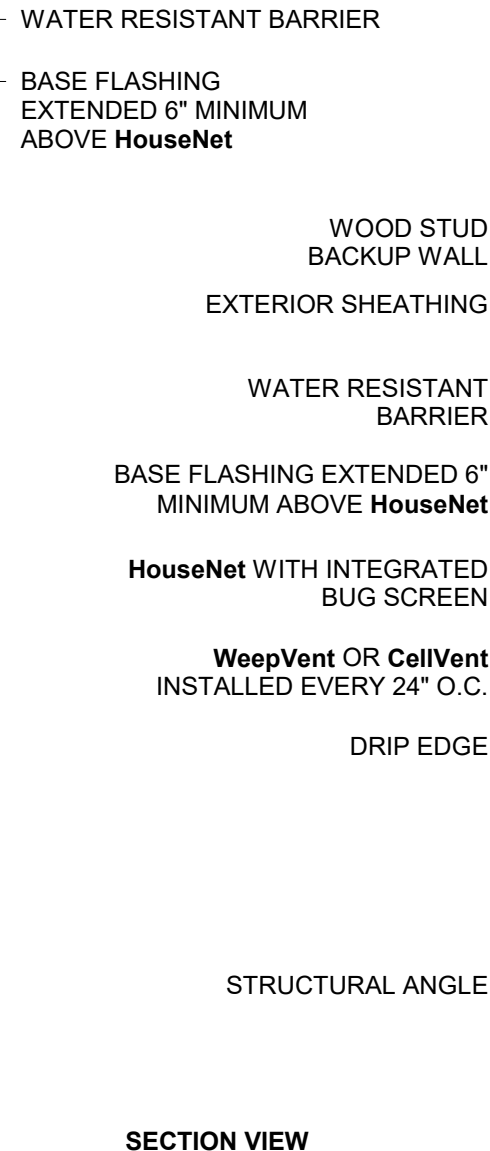 WATER RESISTANT BARRIER
BASE FLASHING
EXTENDED 6" MINIMUM
ABOVE HouseNet
WOOD STUD
BACKUP WALL
EXTERIOR SHEATHING
WATER RESISTANT
BARRIER
BASE FLASHING EXTENDED 6"
MINIMUM ABOVE HouseNet
HouseNet WITH INTEGRATED
BUG SCREEN
WeepVent OR CellVent
INSTALLED EVERY 24" O.C.
DRIP EDGE
STRUCTURAL ANGLE
SECTION VIEW